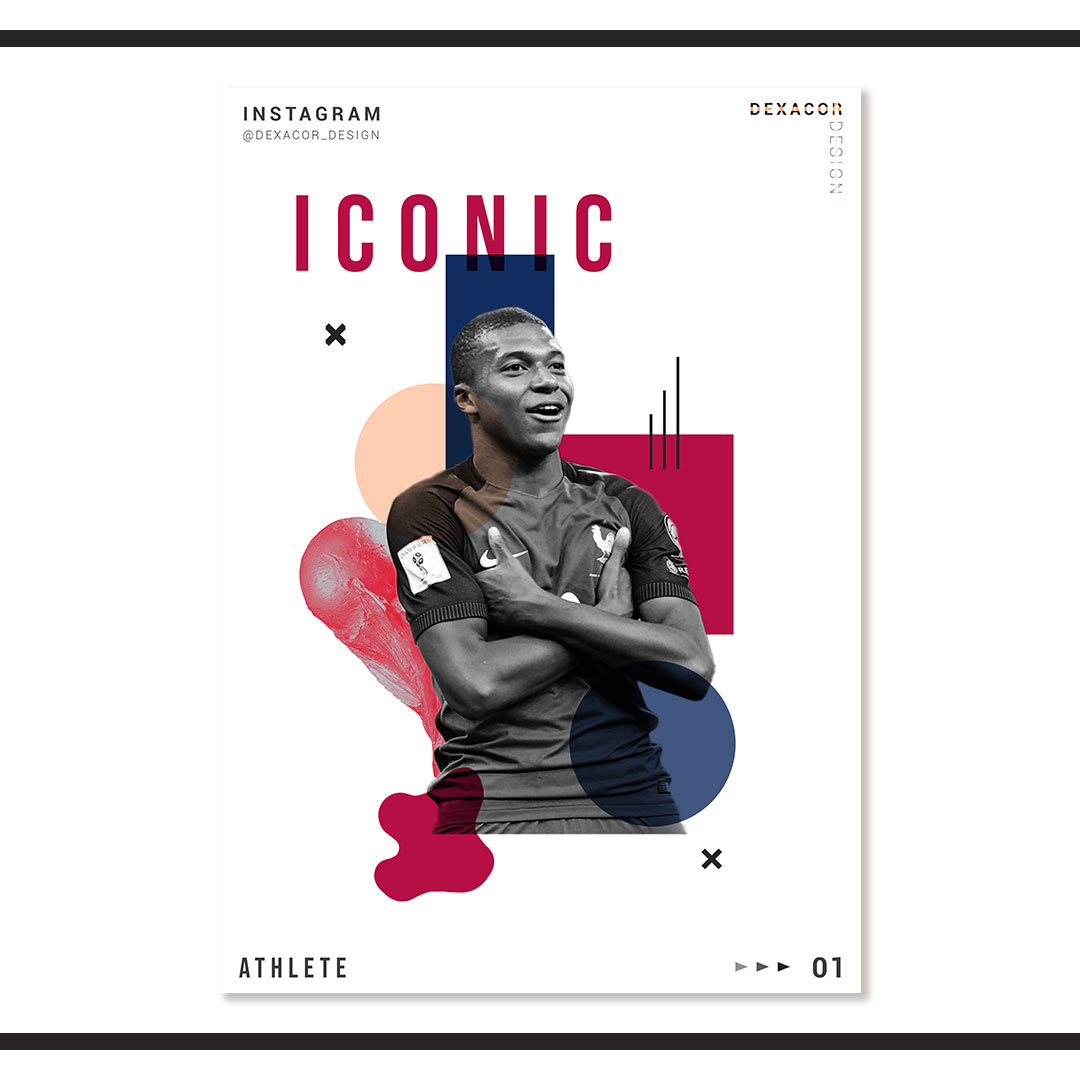 INSTAGRAM
@DEXACOR_DESIGN
DEXACOR
DESIGN
ICONIC
ATHLETE
01